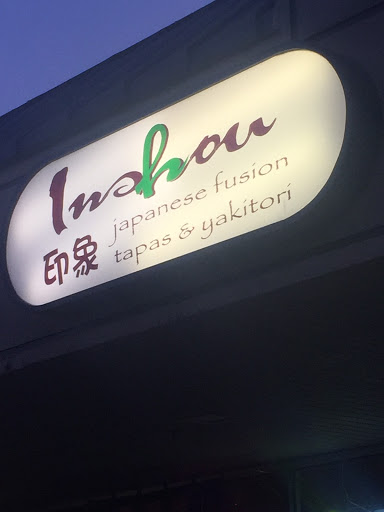 Inshou
japanese fusion
印象 tapas & yakitori